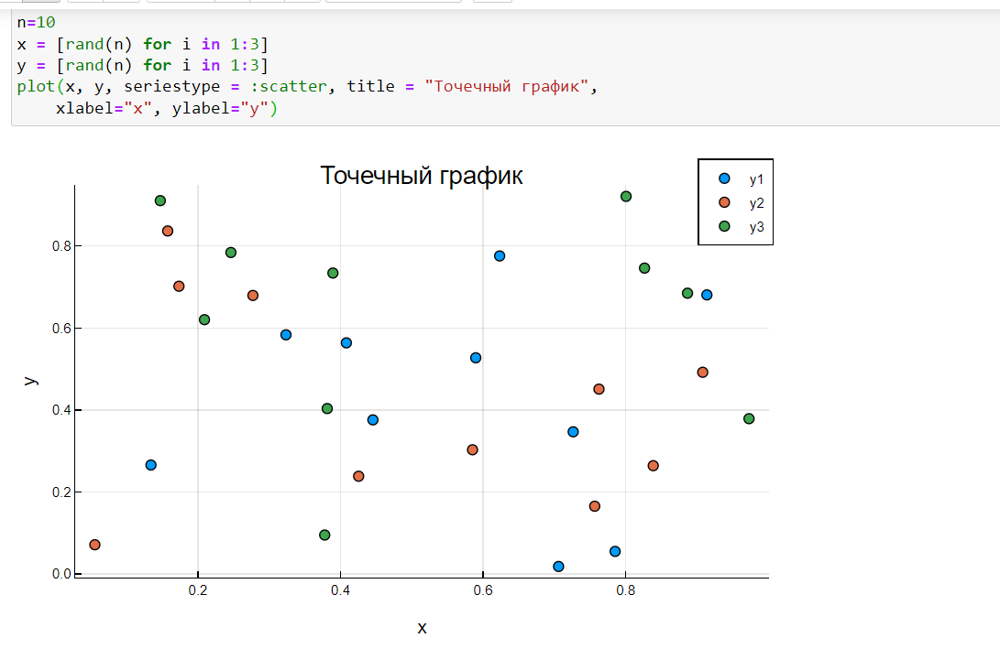 n=10
x = [rand(n) for i in 1:3]
y = [rand(n) for i in 1:3]
plot(x, y, seriestype = :scatter, title = "Точечный график",
    xlabel="x", ylabel="y")
Точечный график
y1
y2
y3
0.8
0.6
0.4
0.2
0.0
y
0.2 0.4 0.6 0.8
x